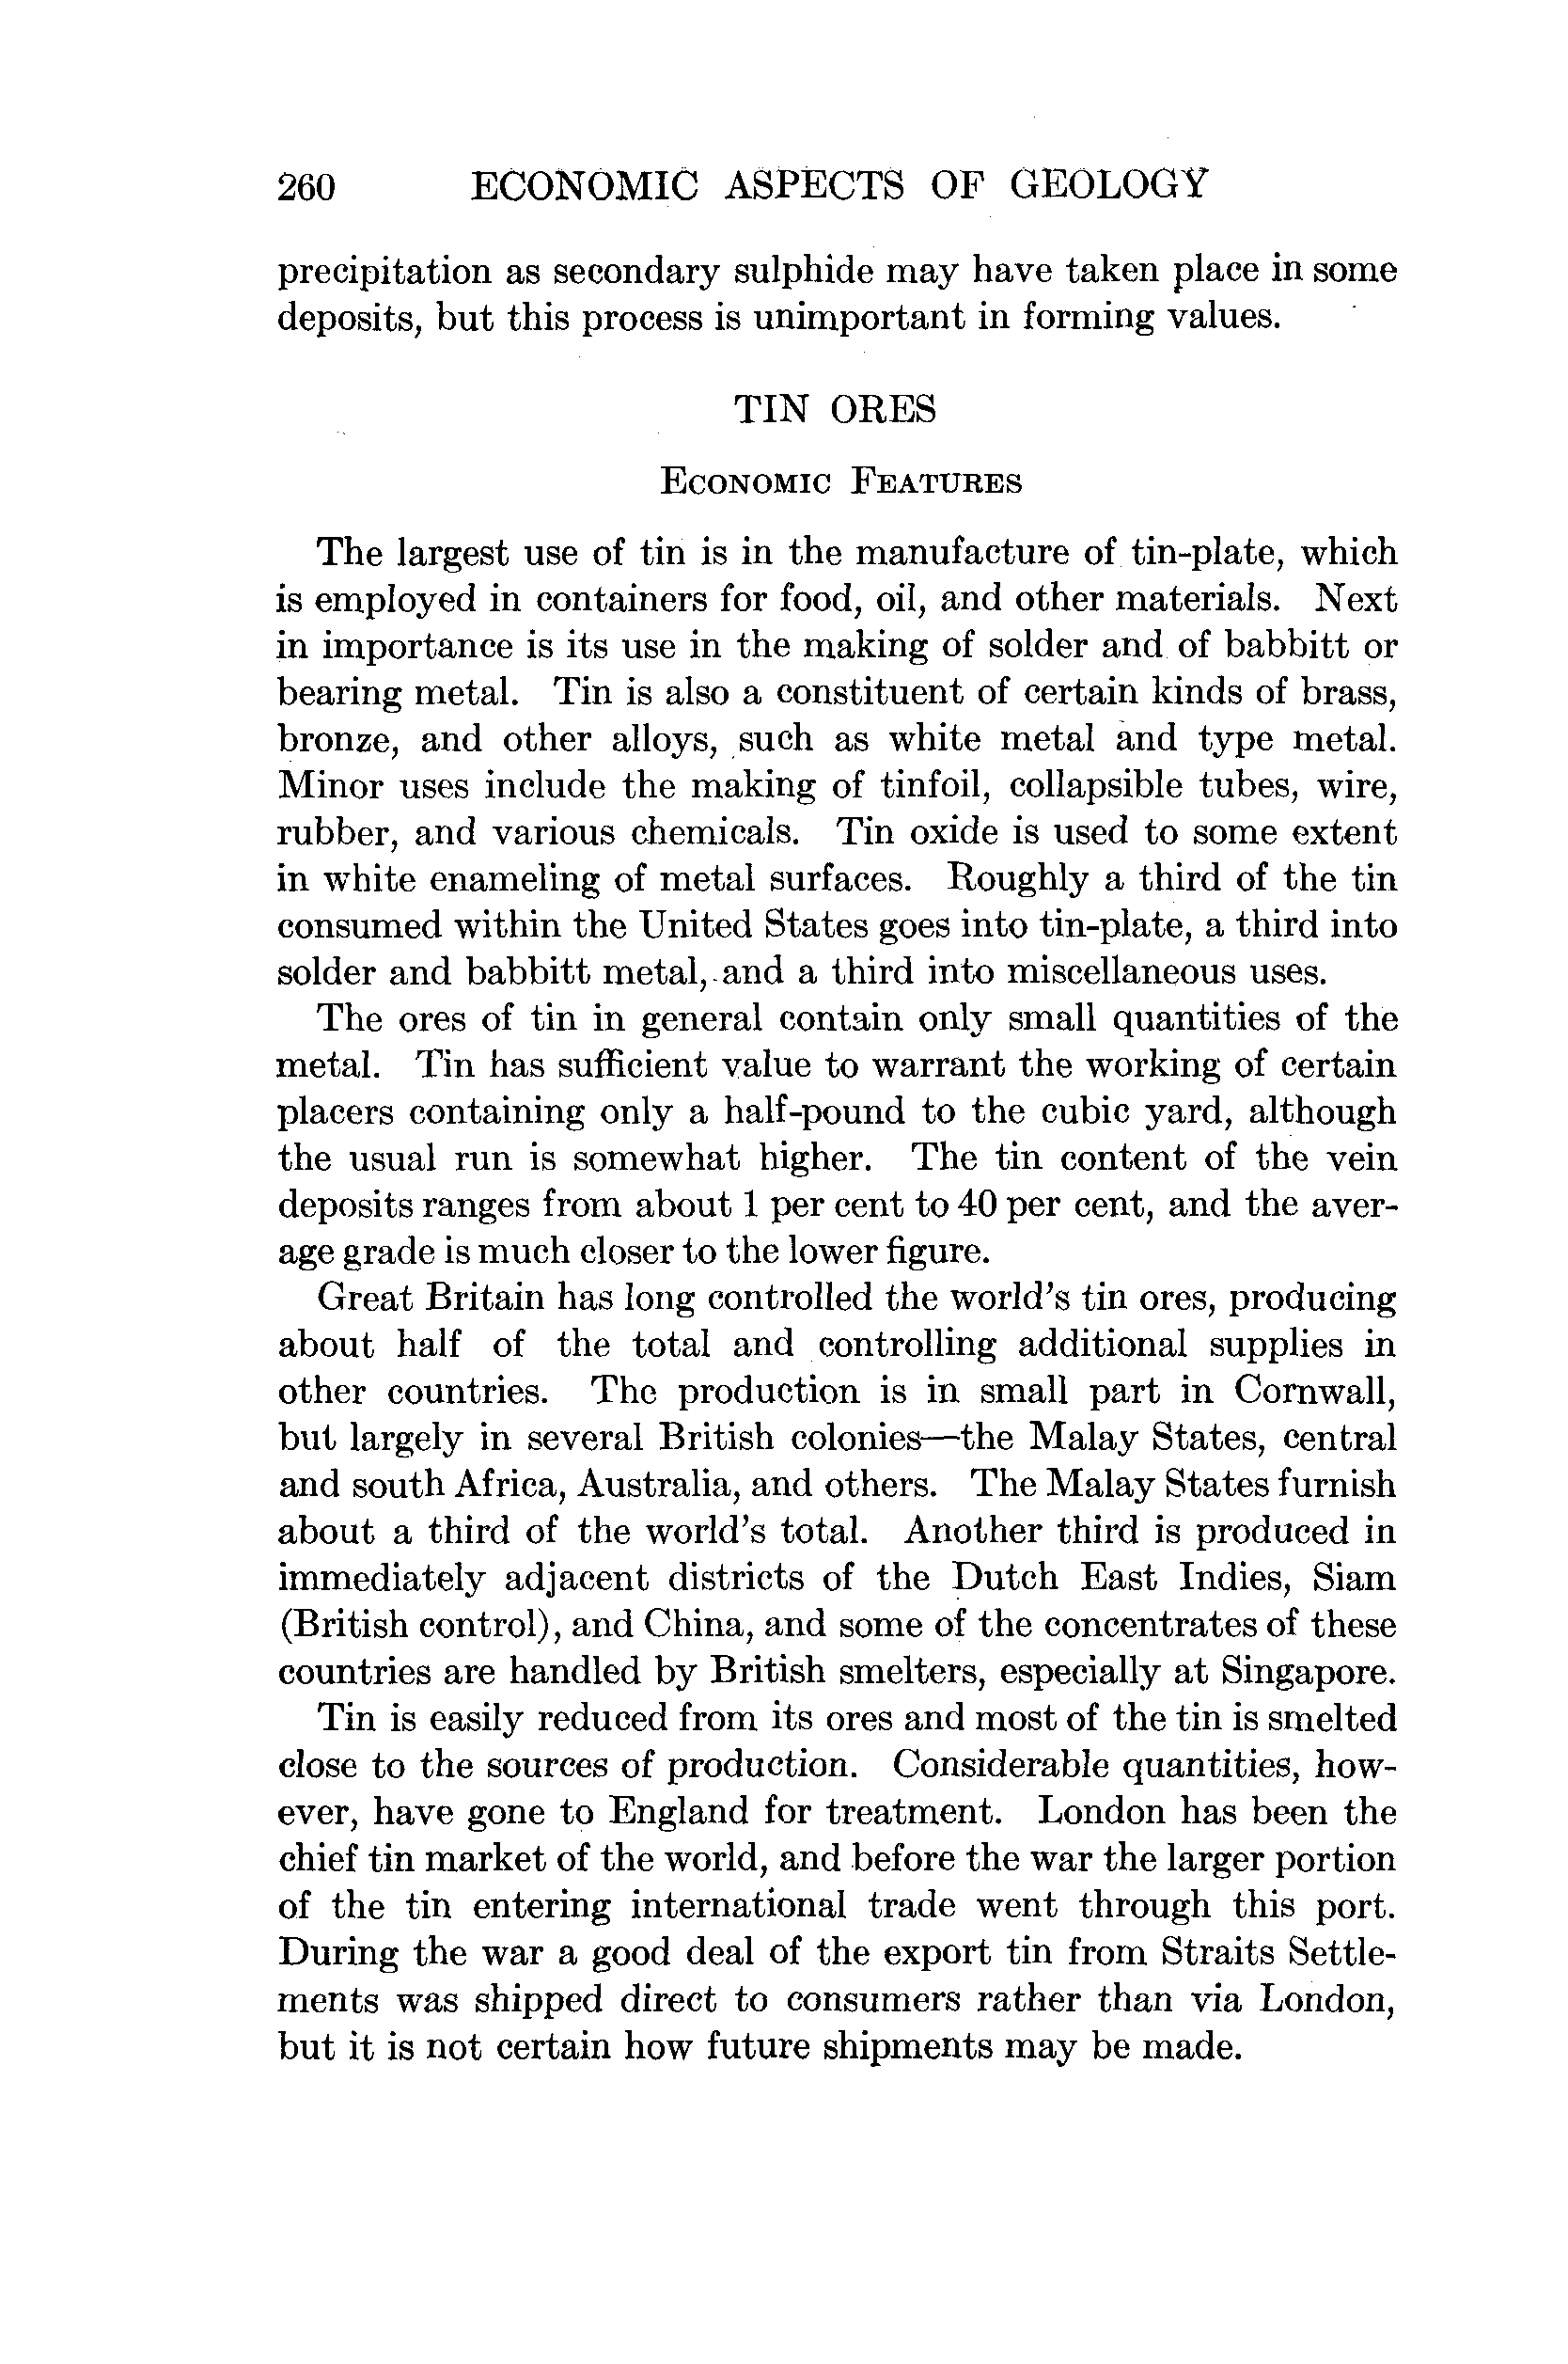 260 ECONOMIC ASPECTS OF GEOLOGY
precipitation as secondary sulphide may have taken place in some
deposits, but this process is unimportant in forming values.
TIN ORES
ECONOMIC FEATURES
The largest use of tin is in the manufacture of tin-plate, which
is employed in containers for food, oil, and other materials. Next
in importance is its use in the making of solder and of babbitt or
bearing metal. Tin is also a constituent of certain kinds of brass,
bronze, and other alloys, such as white metal and type metal.
Minor uses include the making of tinfoil, collapsible tubes, wire,
rubber, and various chemicals. Tin oxide is used to some extent
in white enameling of metal surfaces. Roughly a third of the tin
consumed within the United States goes into tin-plate, a third into
solder and babbitt metal, and a third into miscellaneous uses.
The ores of tin in general contain only small quantities of the
metal. Tin has sufficient value to warrant the working of certain
placers containing only a half-pound to the cubic yard, although
the usual run is somewhat higher. The tin content of the vein
deposits ranges from about 1 per cent to 40 per cent, and the aver-
age grade is much closer to the lower figure.
Great Britain has long controlled the world's tin ores, producing
about half of the total and controlling additional supplies in
other countries. The production is in small part in Cornwall,
but largely in several British colonies—the Malay States, central
and south Africa, Australia, and others. The Malay States furnish
about a third of the world's total. Another third is produced in
immediately adjacent districts of the Dutch East Indies, Siam
(British control), and China, and some of the concentrates of these
countries are handled by British smelters, especially at Singapore.
Tin is easily reduced from its ores and most of the tin is smelted
close to the sources of production. Considerable quantities, how-
ever, have gone to England for treatment. London has been the
chief tin market of the world, and before the war the larger portion
of the tin entering international trade went through this port.
During the war a good deal of the export tin from Straits Settle-
ments was shipped direct to consumers rather than via London,
but it is not certain how future shipments may be made.